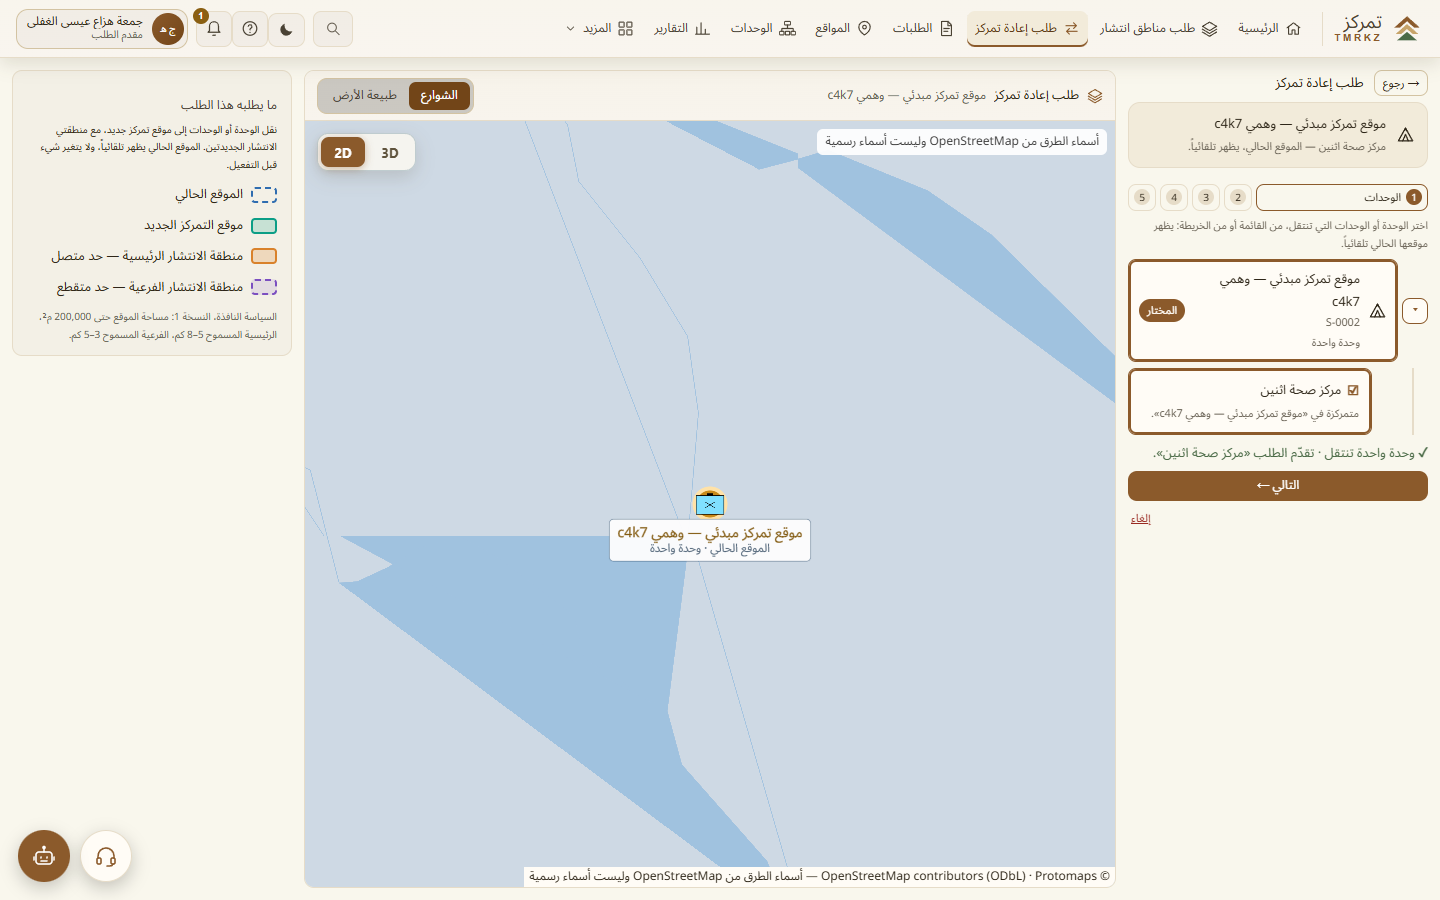 تمركز
TMRKZ
الرئيسية
طلب مناطق انتشار
طلب إعادة تمركز
الطلبات
المواقع
الوحدات
التقارير
المزيد
1
جمعة هزاع عيسى الغفلي
مقدم الطلب
ج ه
→ رجوع
طلب إعادة تمركز
موقع تمركز مبدئي — وهمي c4k7
مركز صحة اثنين — الموقع الحالي، يظهر تلقائياً.
1 الوحدات
2
3
4
5
اختر الوحدة أو الوحدات التي تنتقل، من القائمة أو من الخريطة: يظهر
موقعها الحالي تلقائياً.
موقع تمركز مبدئي — وهمي
c4k7
S-0002
وحدة واحدة
المختار
مركز صحة اثنين
متمركزة في «موقع تمركز مبدئي — وهمي c4k7».
✓ وحدة واحدة تنتقل · تقدّم الطلب «مركز صحة اثنين».
التالي ←
إلغاء
طلب إعادة تمركز
موقع تمركز مبدئي — وهمي c4k7
الشوارع
طبيعة الأرض
أسماء الطرق من OpenStreetMap وليست أسماء رسمية
2D
3D
موقع تمركز مبدئي — وهمي c4k7
الموقع الحالي · وحدة واحدة
© OpenStreetMap contributors (ODbL) · Protomaps — أسماء الطرق من OpenStreetMap وليست أسماء رسمية
ما يطلبه هذا الطلب
نقل الوحدة أو الوحدات إلى موقع تمركز جديد، مع منطقتي
الانتشار الجديدتين. الموقع الحالي يظهر تلقائياً، ولا يتغير شيء
قبل التفعيل.
الموقع الحالي
موقع التمركز الجديد
منطقة الانتشار الرئيسية — حد متصل
منطقة الانتشار الفرعية — حد متقطع
السياسة النافذة، النسخة 1: مساحة الموقع حتى 200,000 م²،
الرئيسية المسموح 5–8 كم، الفرعية المسموح 3–5 كم.